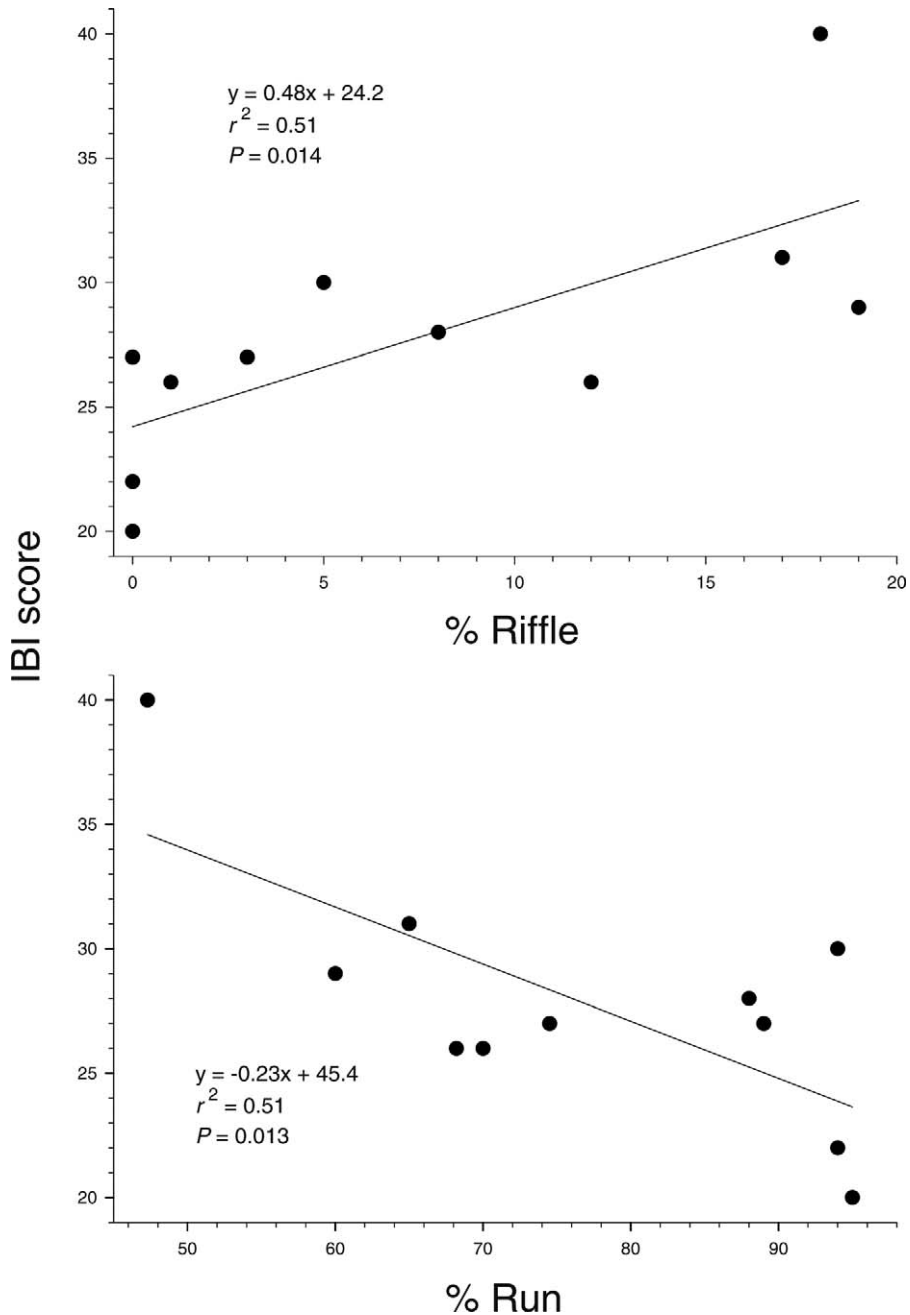 40
35
30
25
20
y = 0.48x + 24.2
r² = 0.51
P = 0.014
0 5 10 15 20
% Riffle
IBI score
40
35
30
25
20
y = -0.23x + 45.4
r² = 0.51
P = 0.013
50 60 70 80 90
% Run